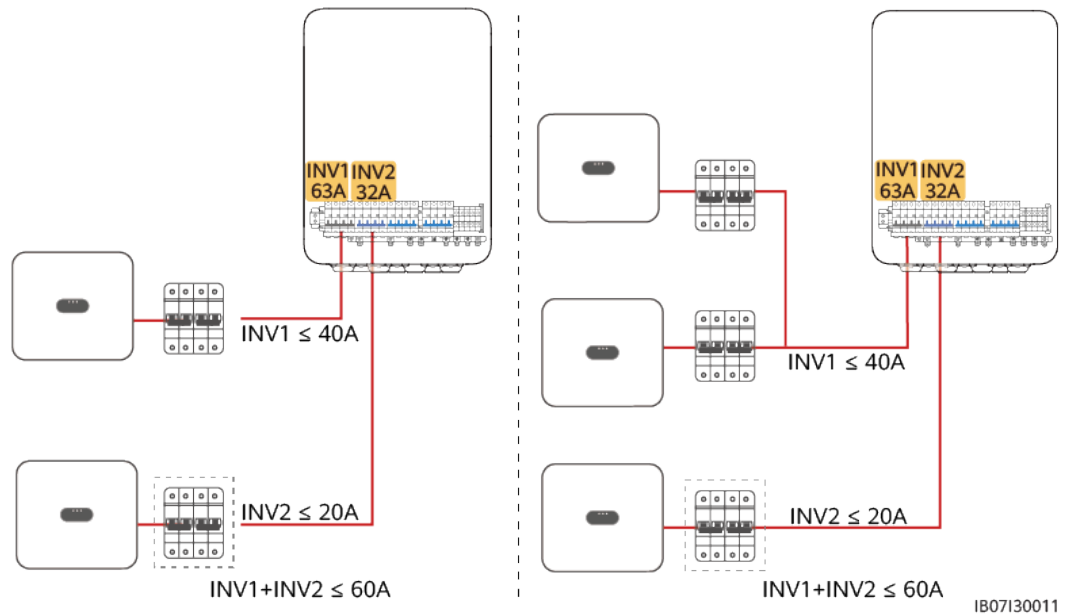 INV1 INV2
63A 32A
INV1 ≤ 40A
INV2 ≤ 20A
INV1+INV2 ≤ 60A
INV1 INV2
63A 32A
INV1 ≤ 40A
INV2 ≤ 20A
INV1+INV2 ≤ 60A
IB07I30011